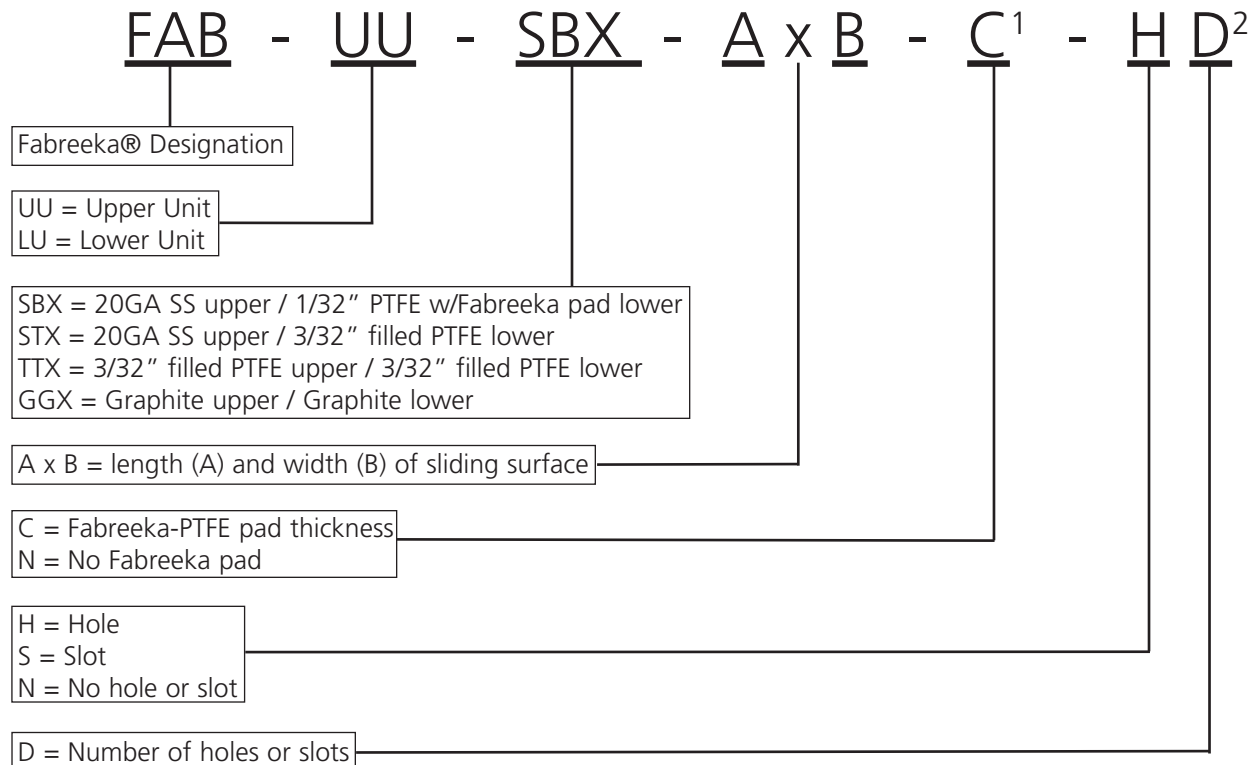 FAB - UU - SBX - A x B - C¹ - H D²
Fabreeka® Designation
UU = Upper Unit
LU = Lower Unit
SBX = 20GA SS upper / 1/32" PTFE w/Fabreeka pad lower
STX = 20GA SS upper / 3/32" filled PTFE lower
TTX = 3/32" filled PTFE upper / 3/32" filled PTFE lower
GGX = Graphite upper / Graphite lower
A x B = length (A) and width (B) of sliding surface
C = Fabreeka-PTFE pad thickness
N = No Fabreeka pad
H = Hole
S = Slot
N = No hole or slot
D = Number of holes or slots